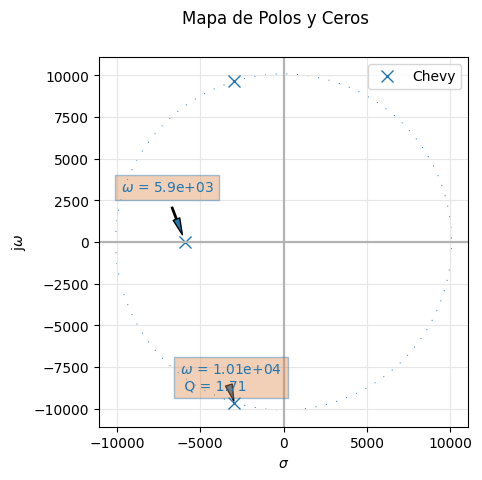 Mapa de Polos y Ceros
Chevy
10000
7500
5000
2500
0
−2500
−5000
−7500
−10000
jω
ω = 5.9e+03
ω = 1.01e+04
Q = 1.71
−10000 −5000 0 5000 10000
σ